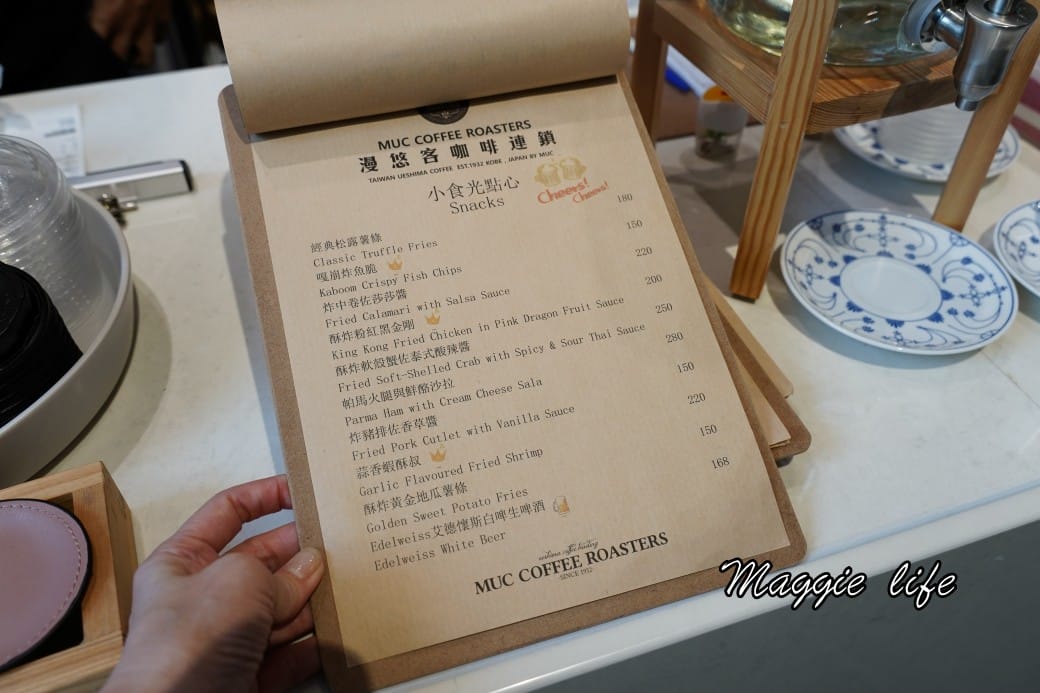 MUC COFFEE ROASTERS
漫悠客咖啡連鎖
TAIWAN UESHIMA COFFEE EST.1932 KOBE , JAPAN BY MUC
小食光點心
Snacks
Cheers!
Cheers!
經典松露薯條 180
Classic Truffle Fries
嘎崩炸魚脆 150
Kaboom Crispy Fish Chips
炸中卷佐莎莎醬 220
Fried Calamari with Salsa Sauce
酥炸粉紅黑金剛 200
King Kong Fried Chicken in Pink Dragon Fruit Sauce
酥炸軟殼蟹佐泰式酸辣醬 250
Fried Soft-Shelled Crab with Spicy & Sour Thai Sauce
帕馬火腿與鮮酪沙拉 280
Parma Ham with Cream Cheese Sala
炸豬排佐香草醬 150
Fried Pork Cutlet with Vanilla Sauce
蒜香蝦酥叔 220
Garlic Flavoured Fried Shrimp
酥炸黃金地瓜薯條 150
Golden Sweet Potato Fries
Edelweiss艾德懷斯白啤生啤酒 168
Edelweiss White Beer
ueshima coffee trading
MUC COFFEE ROASTERS
SINCE 1932
Maggie life